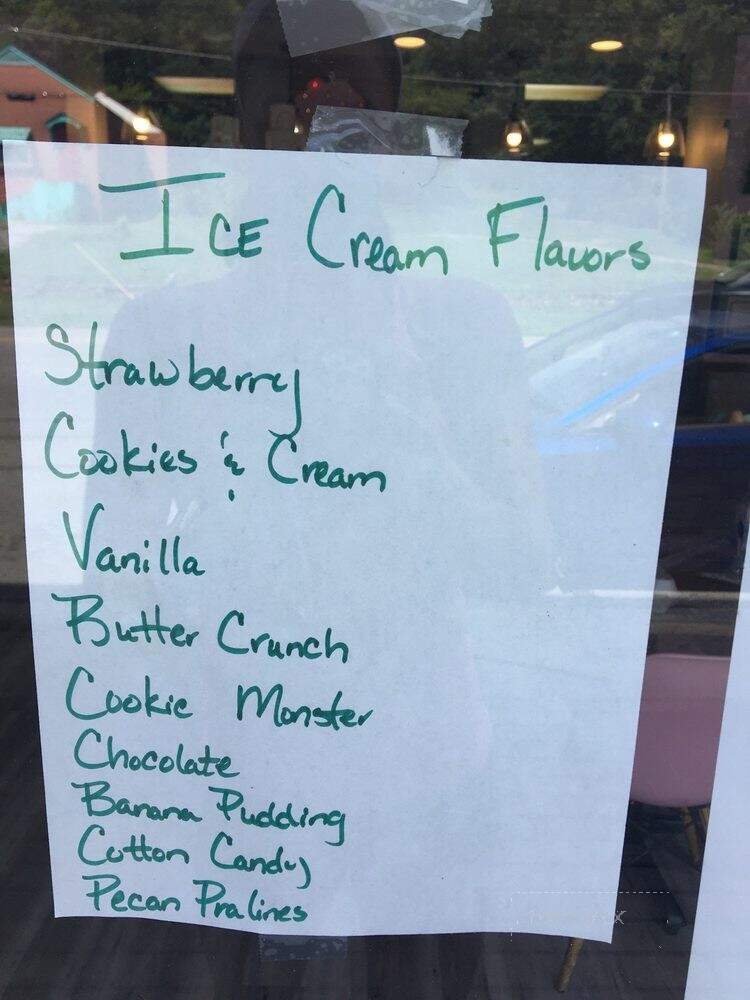 Ice Cream Flavors
Strawberry
Cookies & Cream
Vanilla
Butter Crunch
Cookie Monster
Chocolate
Banana Pudding
Cotton Candy
Pecan Pralines